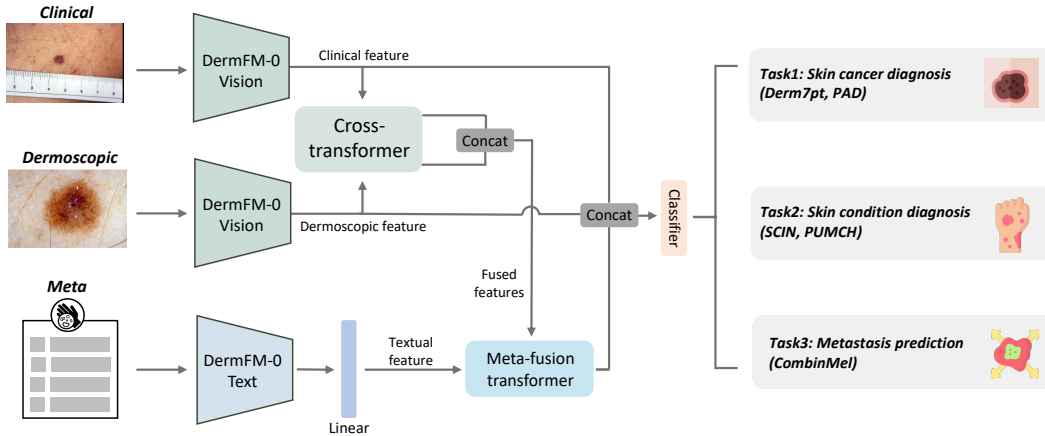 Clinical
DermFM-0
Vision
Clinical feature
Cross-
transformer
Concat
Dermoscopic
DermFM-0
Vision
Dermoscopic feature
Concat
Classifier
Fused
features
Meta
DermFM-0
Text
Linear
Textual
feature
Meta-fusion
transformer
Task1: Skin cancer diagnosis
(Derm7pt, PAD)
Task2: Skin condition diagnosis
(SCIN, PUMCH)
Task3: Metastasis prediction
(CombinMel)